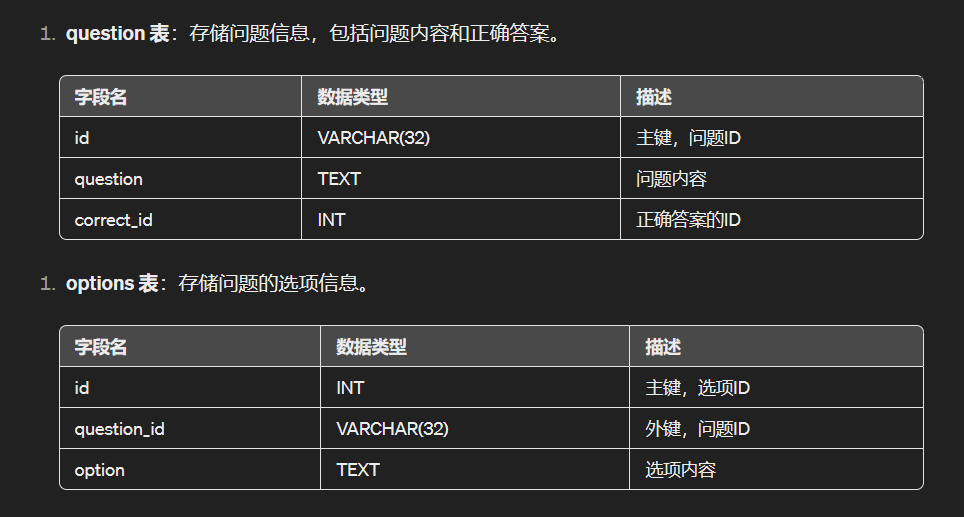 1. question 表：存储问题信息，包括问题内容和正确答案。
字段名 数据类型 描述
id VARCHAR(32) 主键，问题ID
question TEXT 问题内容
correct_id INT 正确答案的ID
1. options 表：存储问题的选项信息。
字段名 数据类型 描述
id INT 主键，选项ID
question_id VARCHAR(32) 外键，问题ID
option TEXT 选项内容